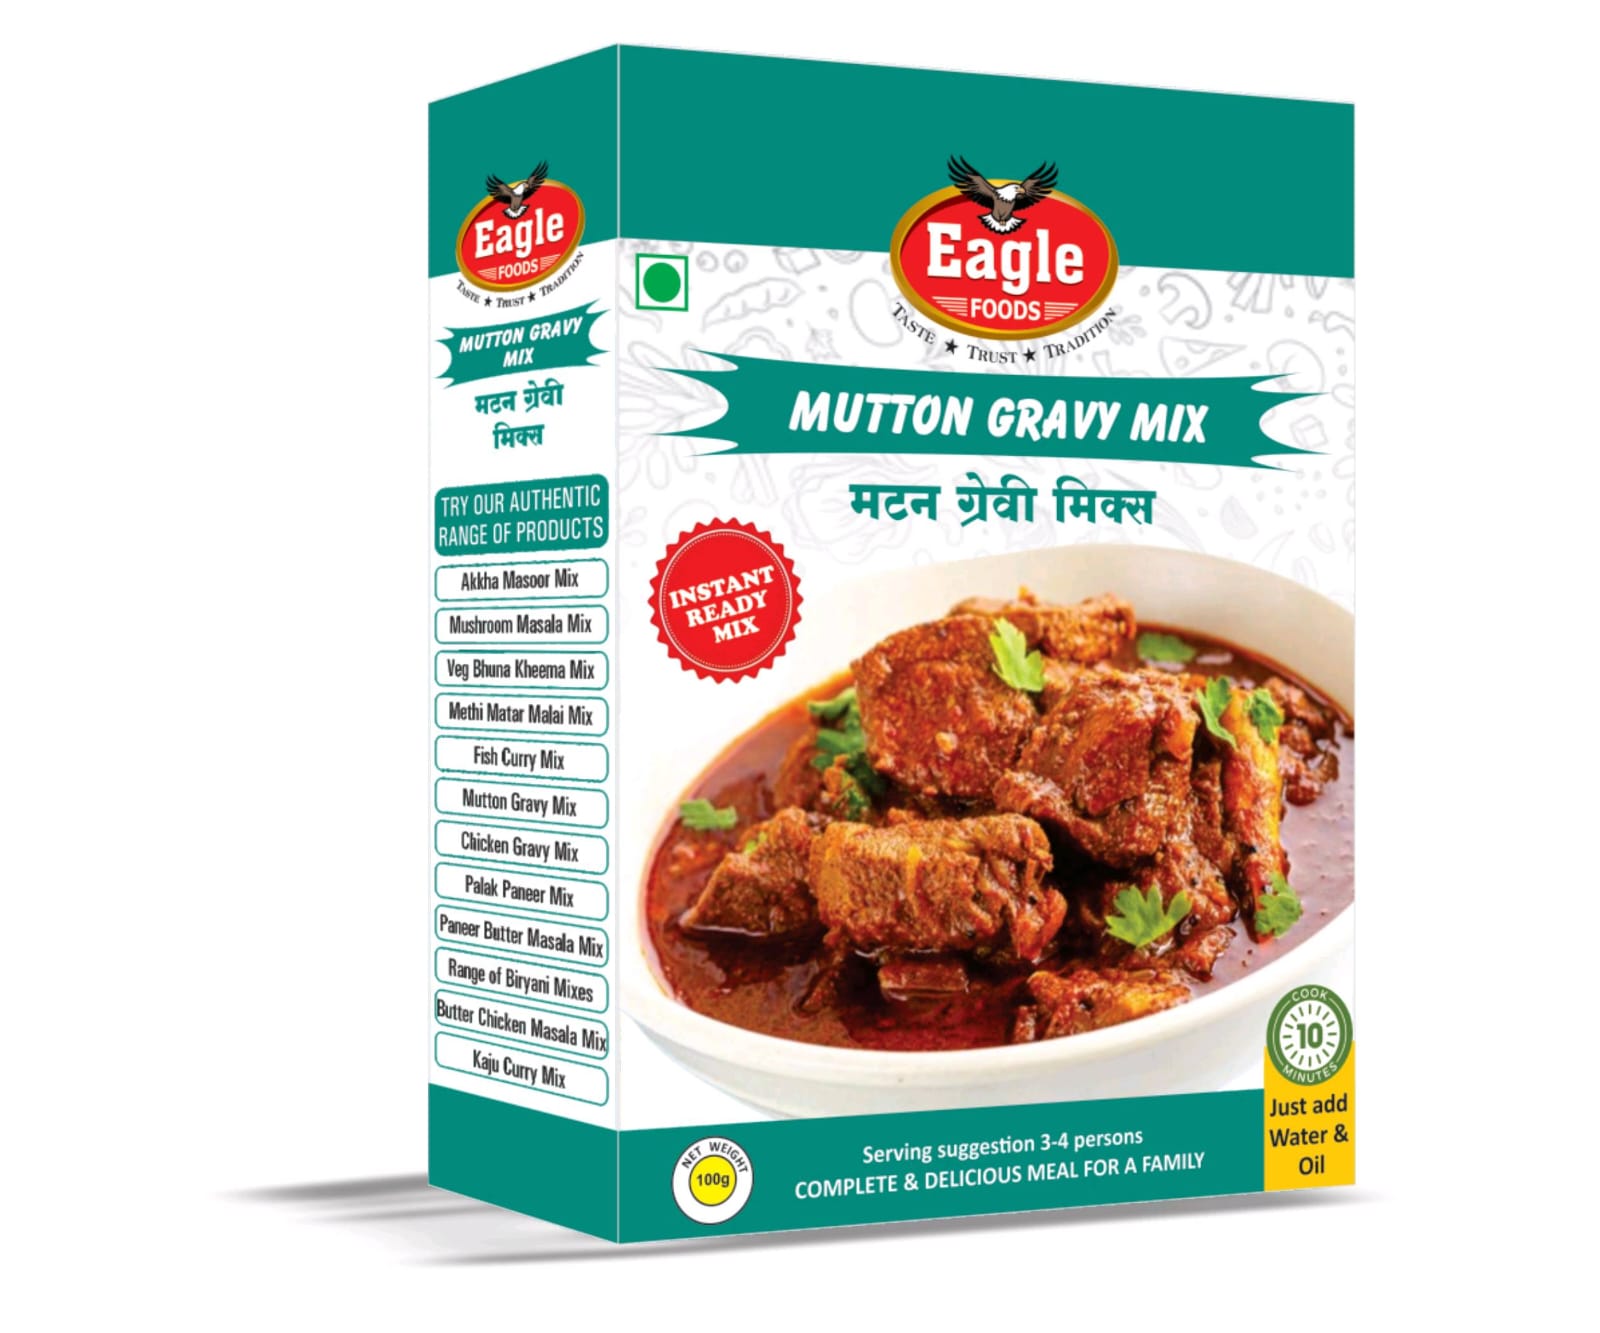 Eagle
FOODS
TASTE ★ TRUST ★ TRADITION
MUTTON GRAVY
MIX
मटन ग्रेवी
मिक्स
TRY OUR AUTHENTIC
RANGE OF PRODUCTS
Akkha Masoor Mix
Mushroom Masala Mix
Veg Bhuna Kheema Mix
Methi Matar Malai Mix
Fish Curry Mix
Mutton Gravy Mix
Chicken Gravy Mix
Palak Paneer Mix
Paneer Butter Masala Mix
Range of Biryani Mixes
Butter Chicken Masala Mix
Kaju Curry Mix
Eagle
FOODS
TASTE ★ TRUST ★ TRADITION
MUTTON GRAVY MIX
मटन ग्रेवी मिक्स
INSTANT
READY
MIX
COOK
10
MINUTES
Just add
Water &
Oil
NET WEIGHT
100g
Serving suggestion 3-4 persons
COMPLETE & DELICIOUS MEAL FOR A FAMILY